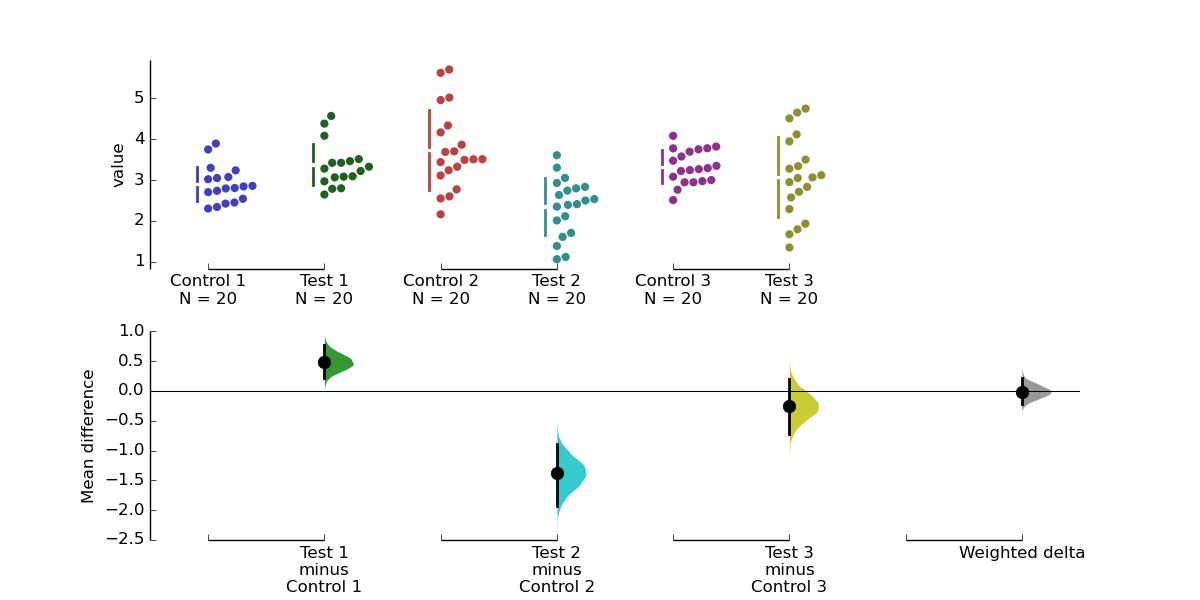 value
5
4
3
2
1
Control 1
N = 20
Test 1
N = 20
Control 2
N = 20
Test 2
N = 20
Control 3
N = 20
Test 3
N = 20
Mean difference
1.0
0.5
0.0
−0.5
−1.0
−1.5
−2.0
−2.5
Test 1
minus
Control 1
Test 2
minus
Control 2
Test 3
minus
Control 3
Weighted delta